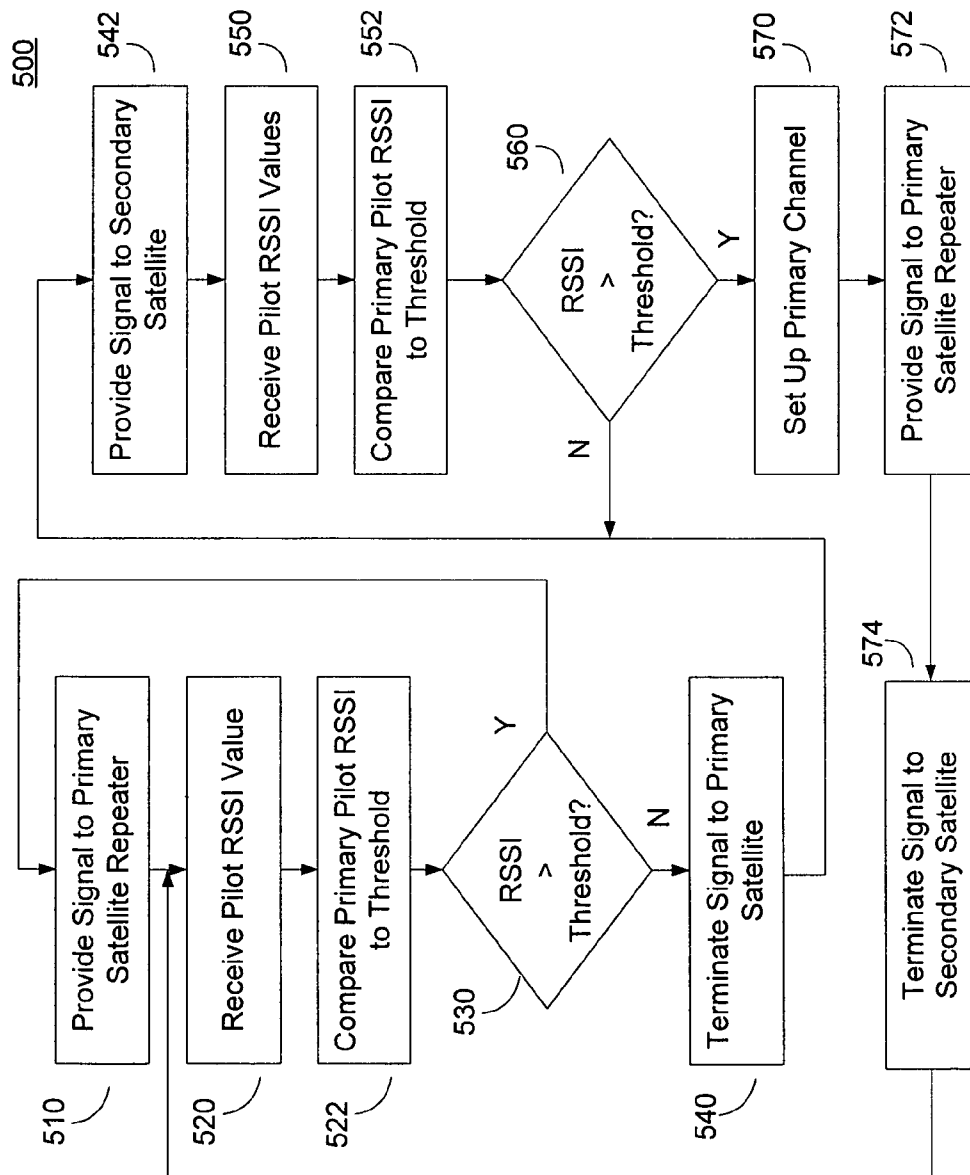 500
510
Provide Signal to Primary
Satellite Repeater
520
Receive Pilot RSSI Value
522
Compare Primary Pilot RSSI
to Threshold
530
RSSI
>
Threshold?
Y
N
540
Terminate Signal to Primary
Satellite
542
Provide Signal to Secondary
Satellite
550
Receive Pilot RSSI Values
552
Compare Primary Pilot RSSI
to Threshold
560
RSSI
>
Threshold?
N
Y
570
Set Up Primary Channel
572
Provide Signal to Primary
Satellite Repeater
574
Terminate Signal to
Secondary Satellite